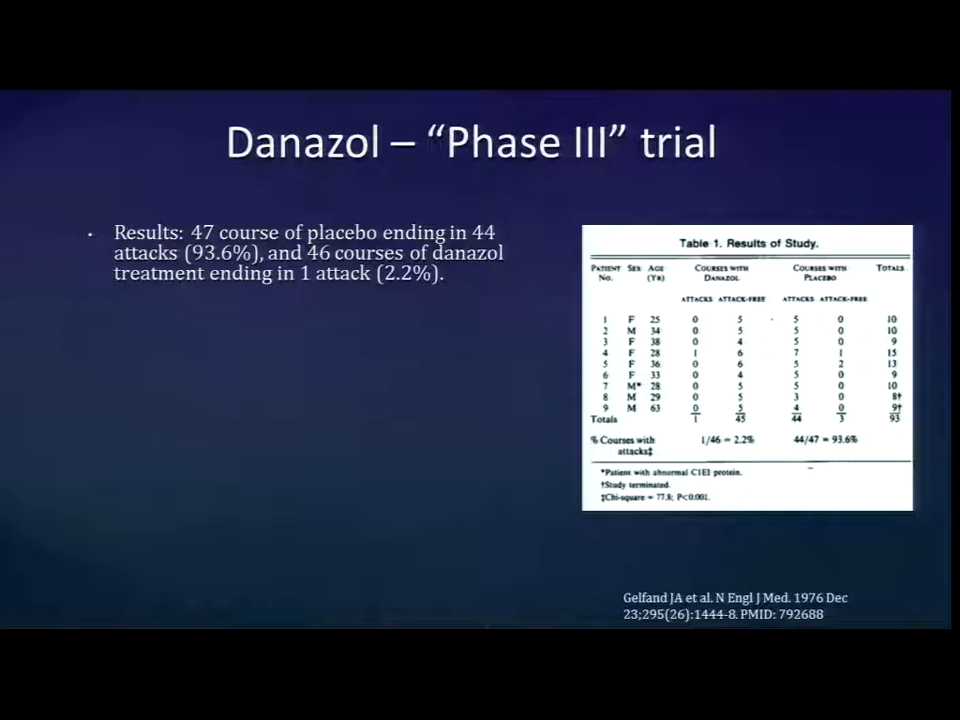 Danazol – “Phase III” trial
• Results: 47 course of placebo ending in 44
attacks (93.6%), and 46 courses of danazol
treatment ending in 1 attack (2.2%).
Table 1. Results of Study.
PATIENT SEX AGE COURSES WITH COURSES WITH TOTALS
No. (YR) DANAZOL PLACEBO
ATTACKS ATTACK-FREE ATTACKS ATTACK-FREE
1 F 25 0 5 5 0 10
2 M 34 0 5 5 0 10
3 F 38 0 4 5 0 9
4 F 28 1 6 7 1 15
5 F 36 0 6 5 2 13
6 F 33 0 4 5 0 9
7 M* 28 0 5 5 0 10
8 M 29 0 5 3 0 8†
9 M 63 0 5 4 0 9†
Totals 1 45 44 3 93
% Courses with 1/46 = 2.2% 44/47 = 93.6%
attacks‡
*Patient with abnormal C1EI protein.
†Study terminated.
‡Chi-square = 77.8; P<0.001.
Gelfand JA et al. N Engl J Med. 1976 Dec
23;295(26):1444-8. PMID: 792688